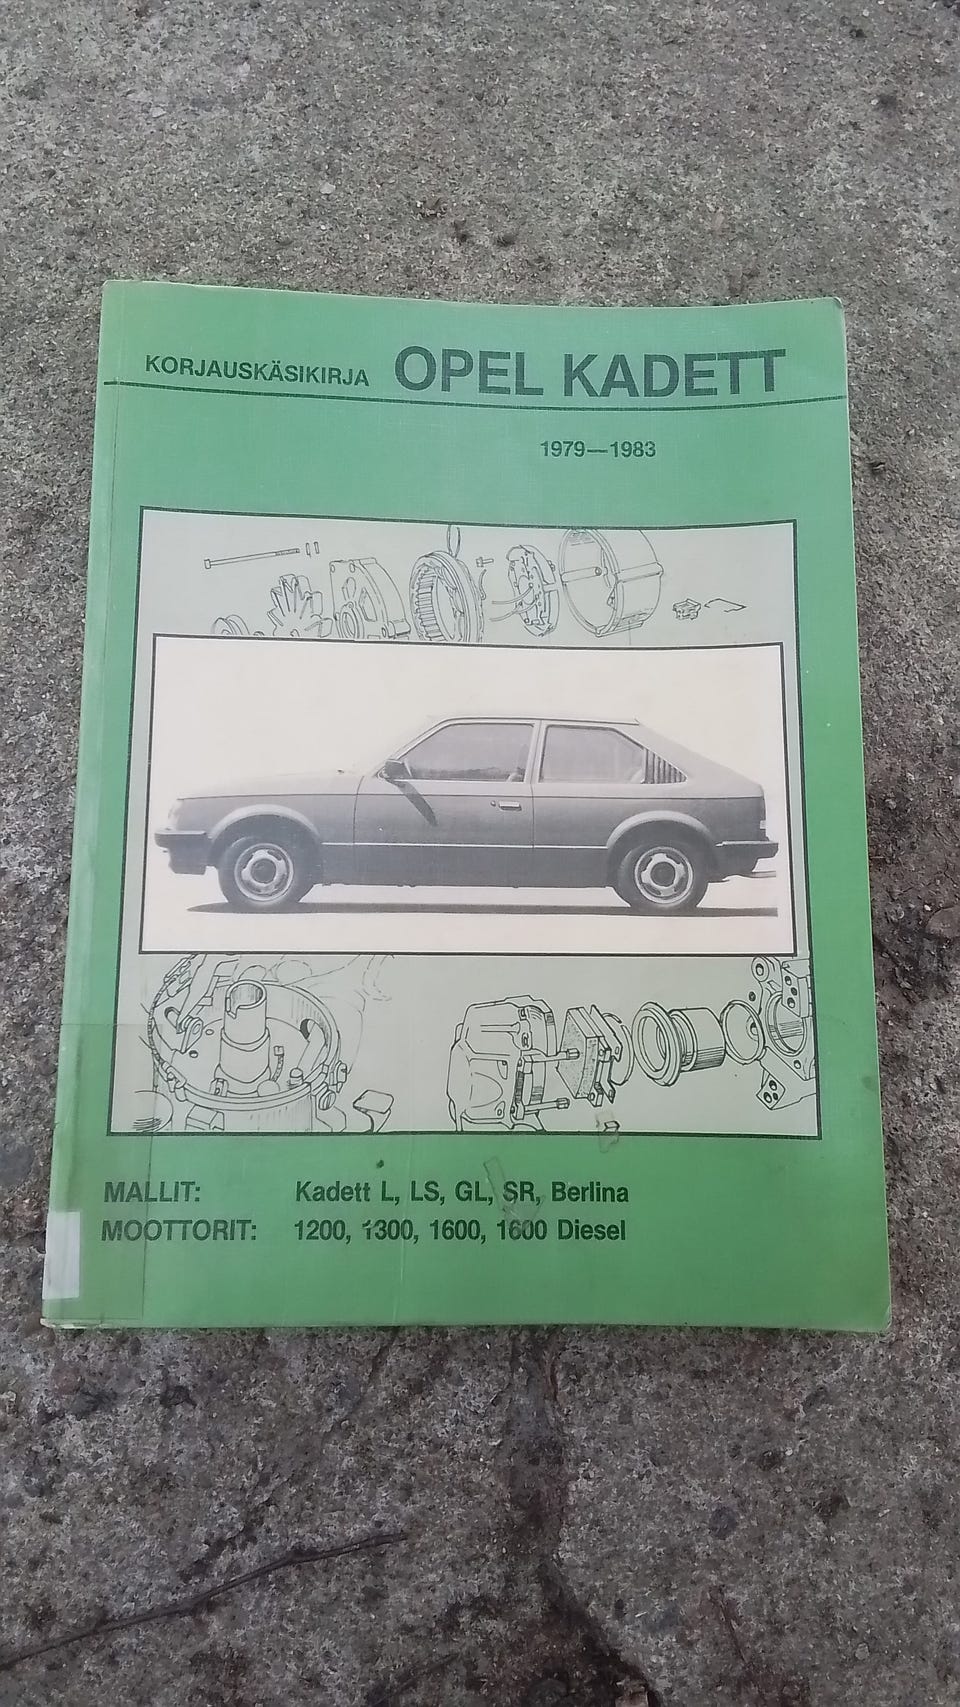 KORJAUSKÄSIKIRJA OPEL KADETT
1979—1983
MALLIT: Kadett L, LS, GL, SR, Berlina
MOOTTORIT: 1200, 1300, 1600, 1600 Diesel